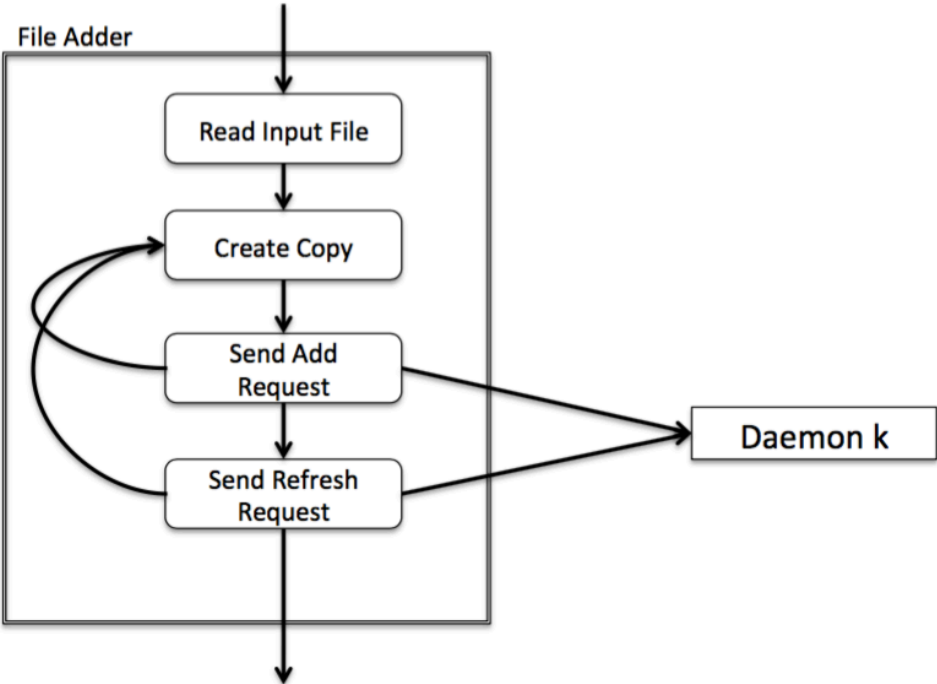 File Adder
Read Input File
Create Copy
Send Add
Request
Send Refresh
Request
Daemon k